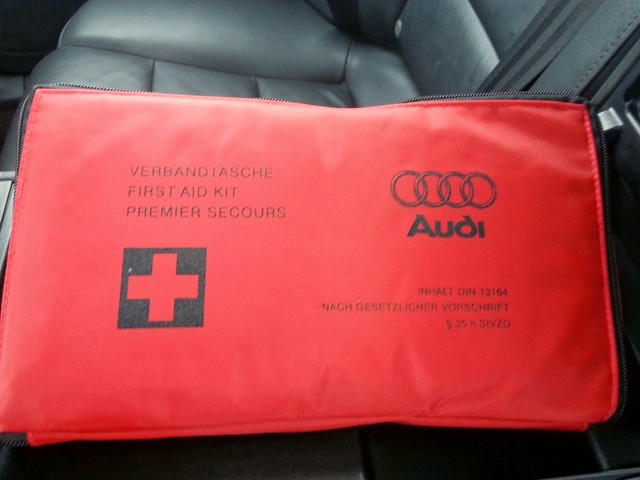 VERBANDTASCHE
FIRST AID KIT
PREMIER SECOURS
Audi
INHALT DIN 13164
NACH GESETZLICHER VORSCHRIFT
§ 35 h StVZO